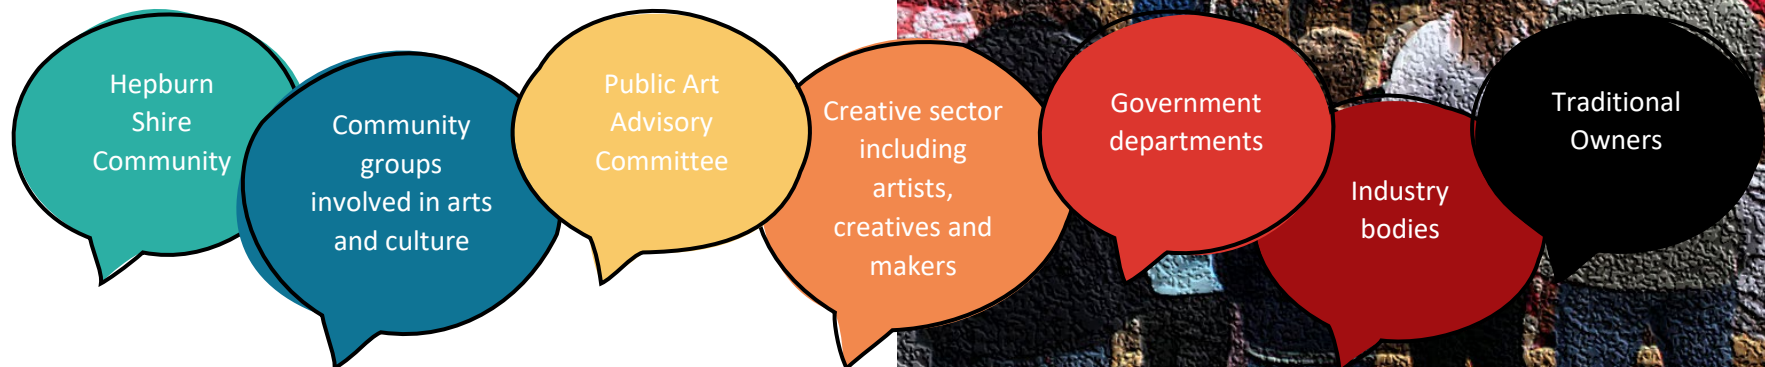 Hepburn
Shire
Community
Community
groups
involved in arts
and culture
Public Art
Advisory
Committee
Creative sector
including
artists,
creatives and
makers
Government
departments
Industry
bodies
Traditional
Owners